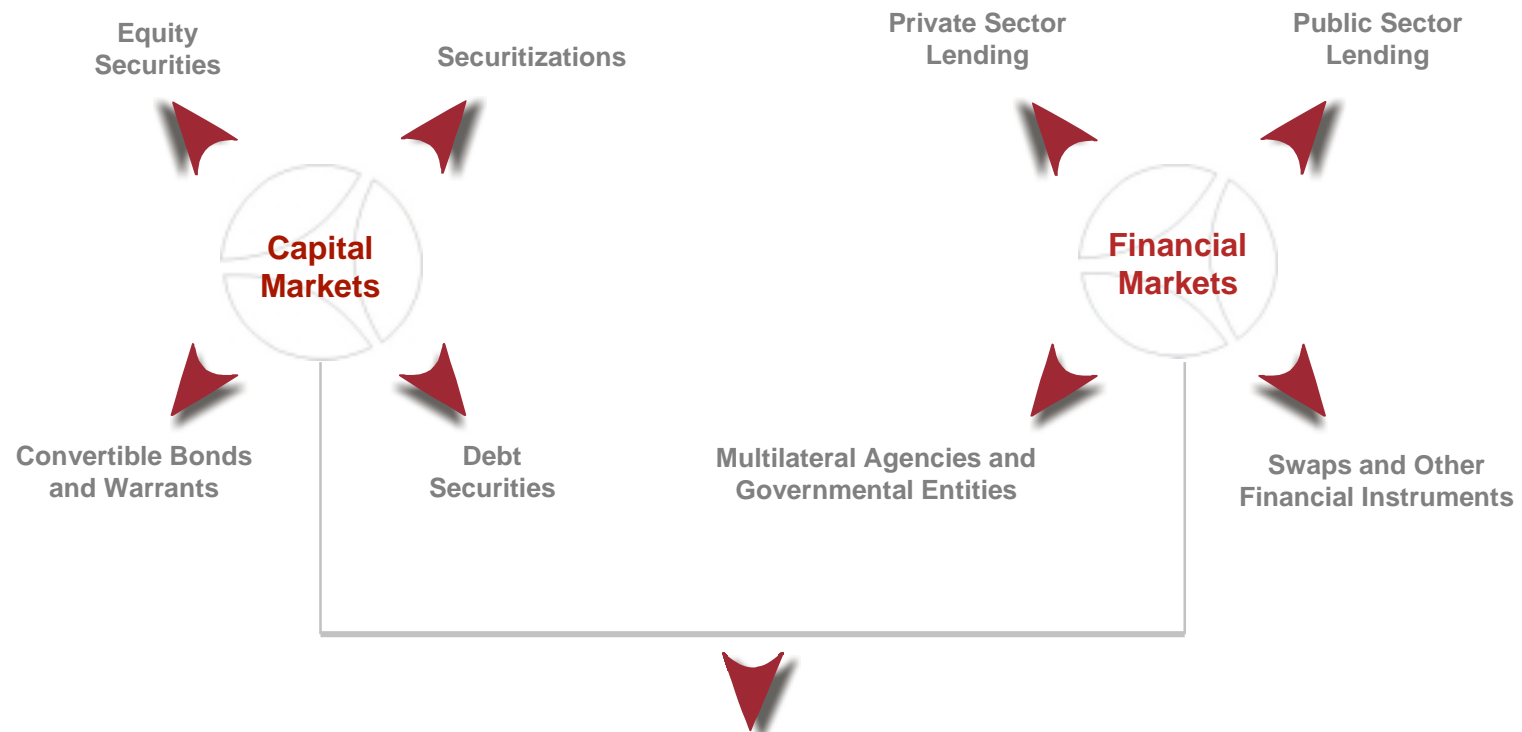 Equity
Securities
Securitizations
Private Sector
Lending
Public Sector
Lending
Capital
Markets
Financial
Markets
Convertible Bonds
and Warrants
Debt
Securities
Multilateral Agencies and
Governmental Entities
Swaps and Other
Financial Instruments